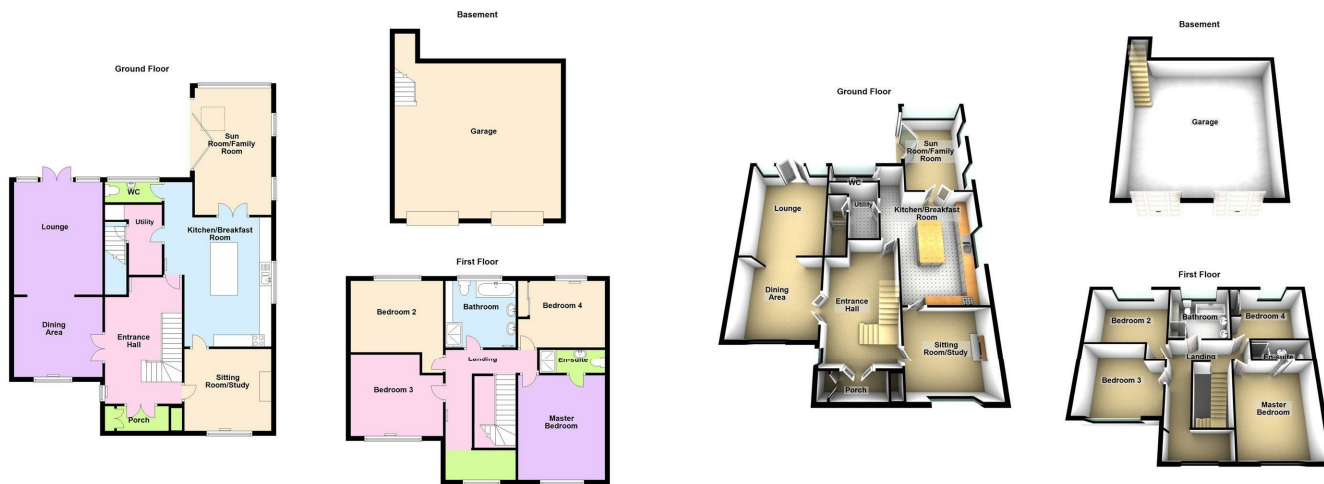 Ground Floor
Sun
Room/Family
Room
WC
Utility
Lounge
Kitchen/Breakfast
Room
Dining
Area
Entrance
Hall
Sitting
Room/Study
Porch
Basement
Garage
First Floor
Bedroom 2
Bathroom
Bedroom 4
Landing
En-suite
Bedroom 3
Master
Bedroom
Ground Floor
Sun
Room/Family
Room
WC
Lounge
Utility
Kitchen/Breakfast
Room
Dining
Area
Entrance
Hall
Sitting
Room/Study
Porch
Basement
Garage
First Floor
Bedroom 2
Bathroom
Bedroom 4
Landing
En-suite
Bedroom 3
Master
Bedroom